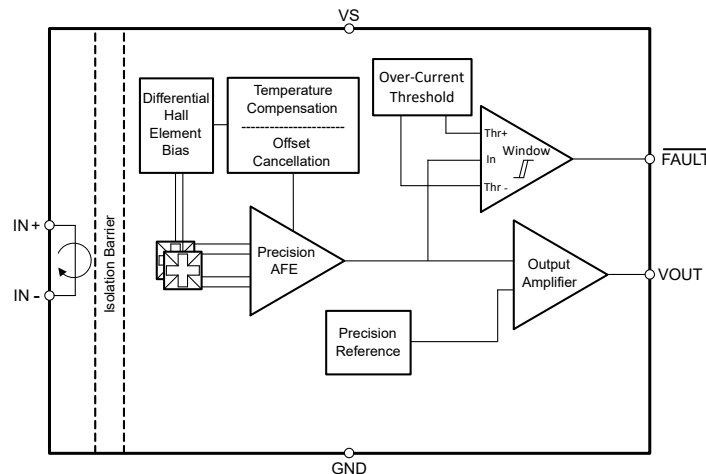 VS
Differential
Hall
Element
Bias
Temperature
Compensation
Offset
Cancellation
Over-Current
Threshold
Thr+
In
Thr -
Window
FAULT
IN +
IN -
Isolation Barrier
Precision
AFE
Output
Amplifier
VOUT
Precision
Reference
GND